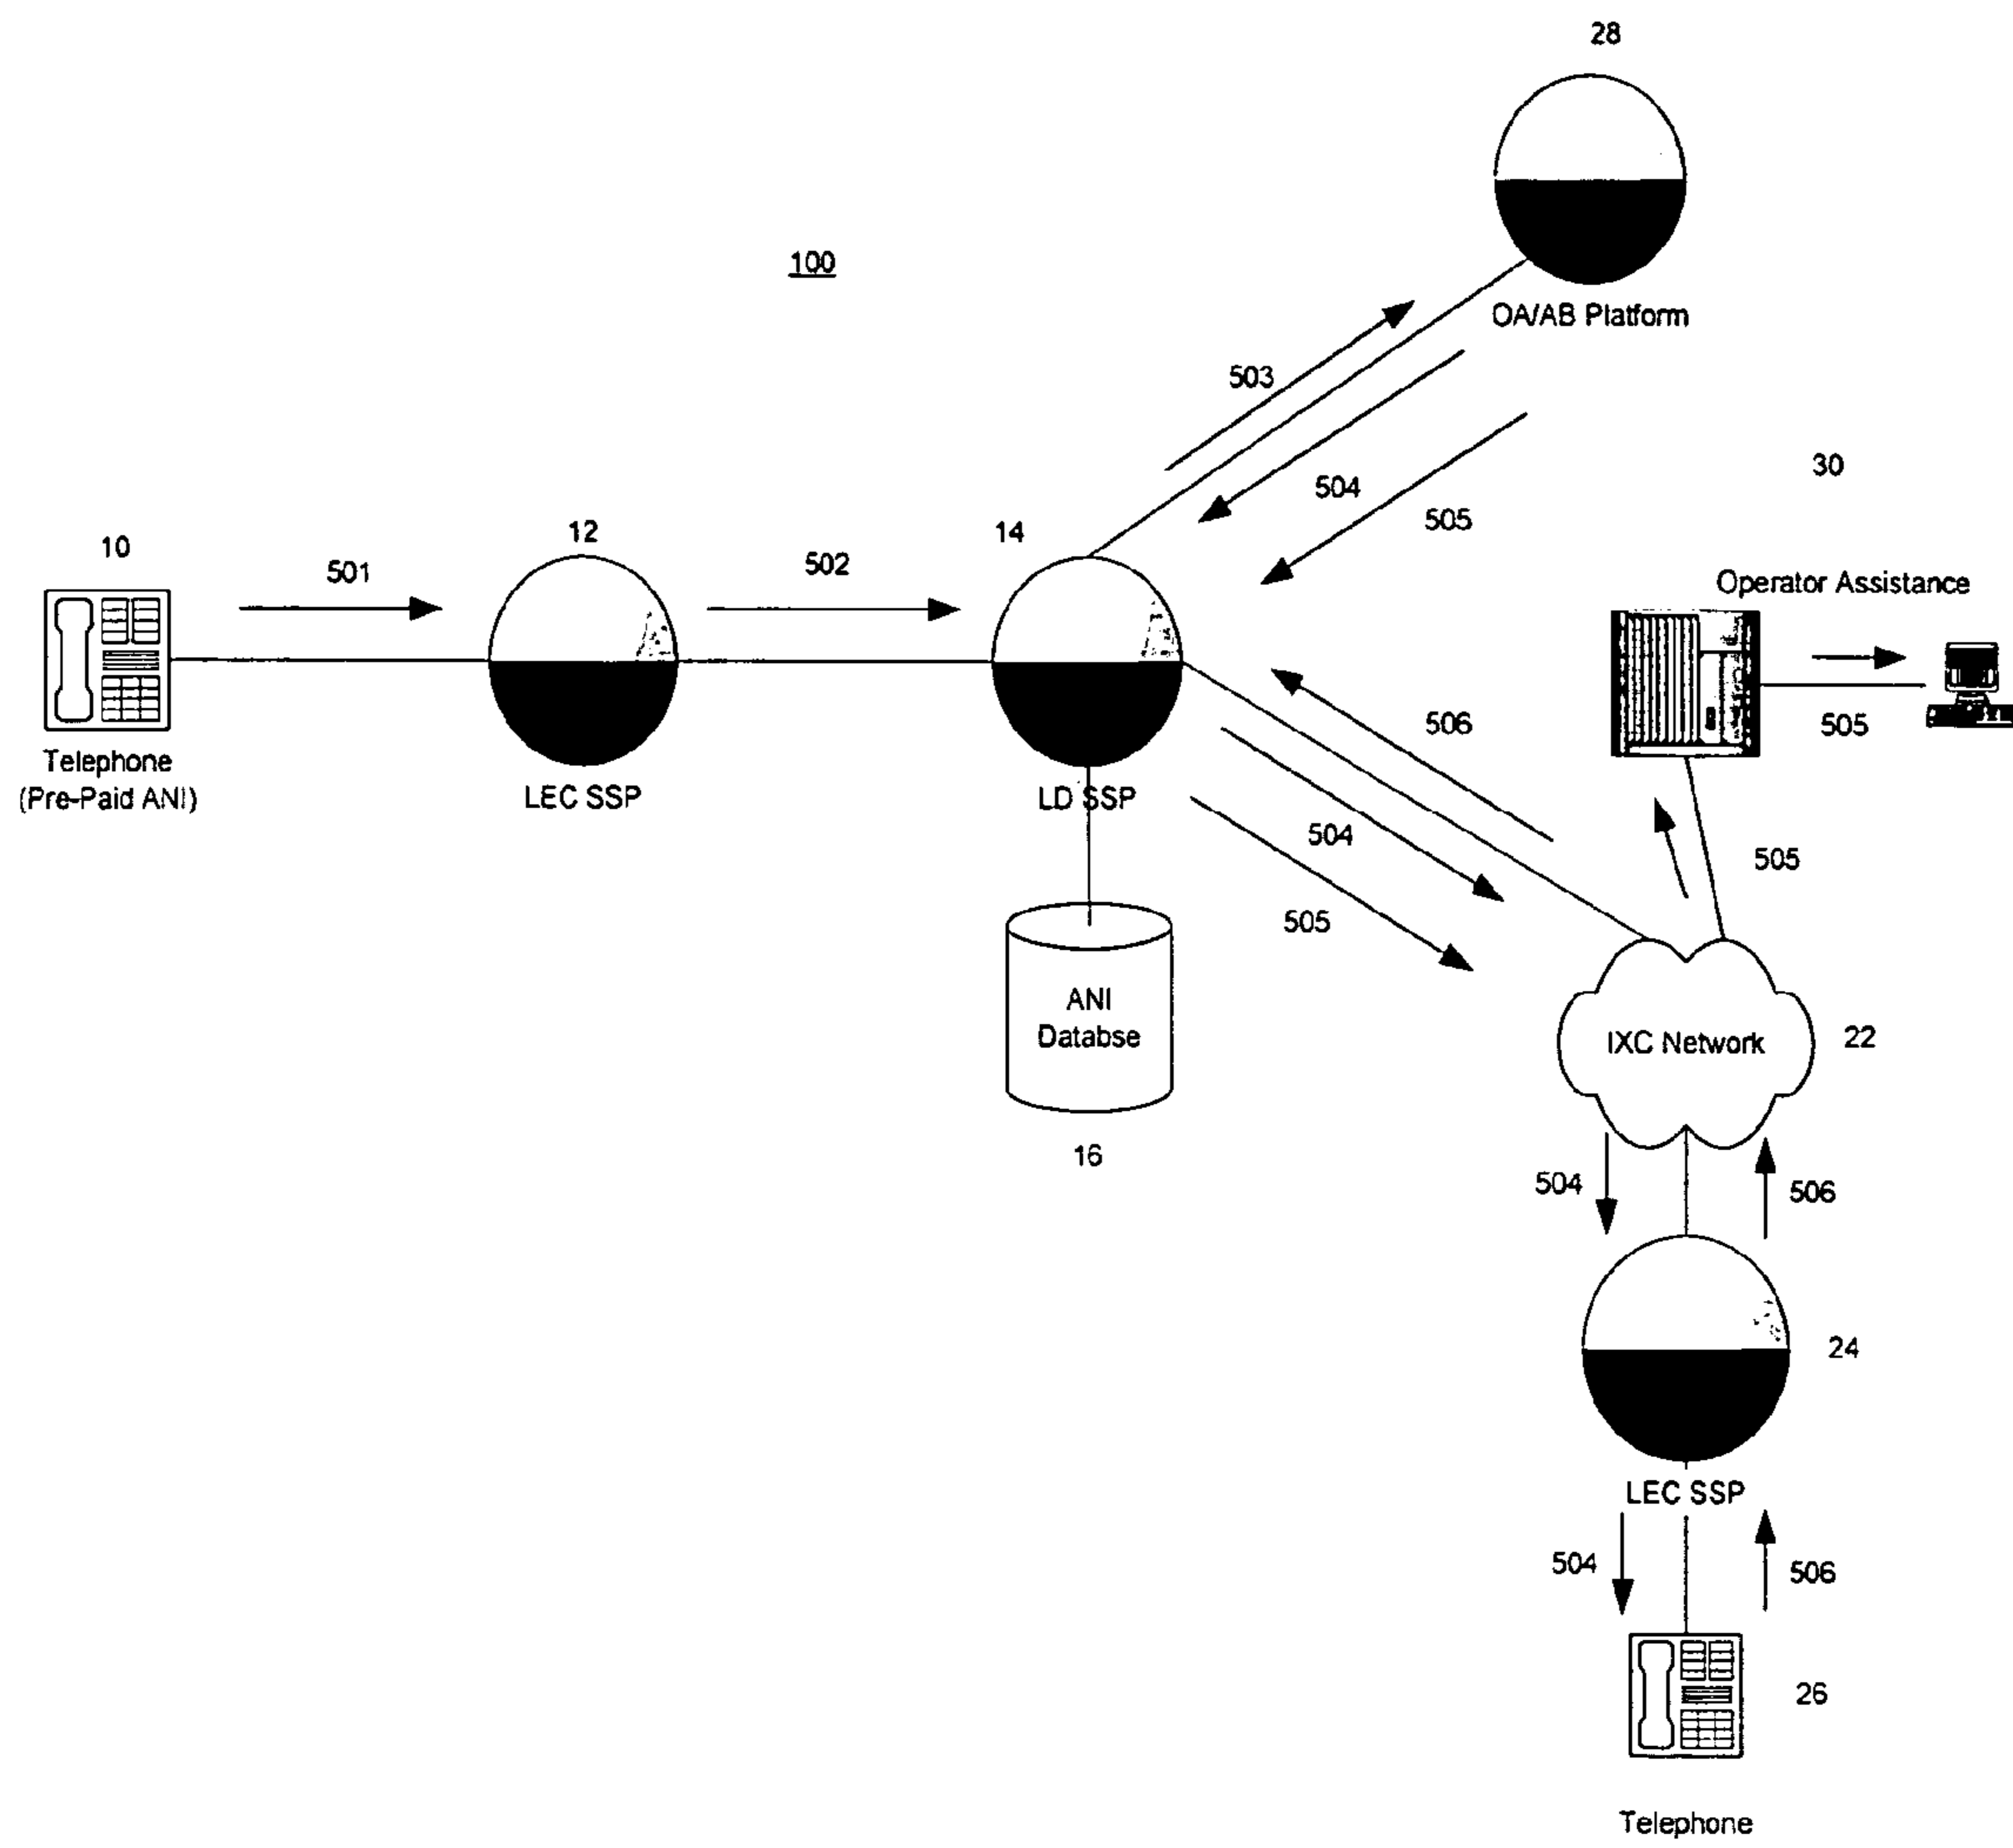 28
100
OA/AB Platform
503
504
505
30
10
501
12
502
14
Operator Assistance
505
Telephone
(Pre-Paid ANI)
LEC SSP
LD SSP
506
504
505
505
ANI
Databse
16
IXC Network
22
504
506
24
LEC SSP
504
506
26
Telephone